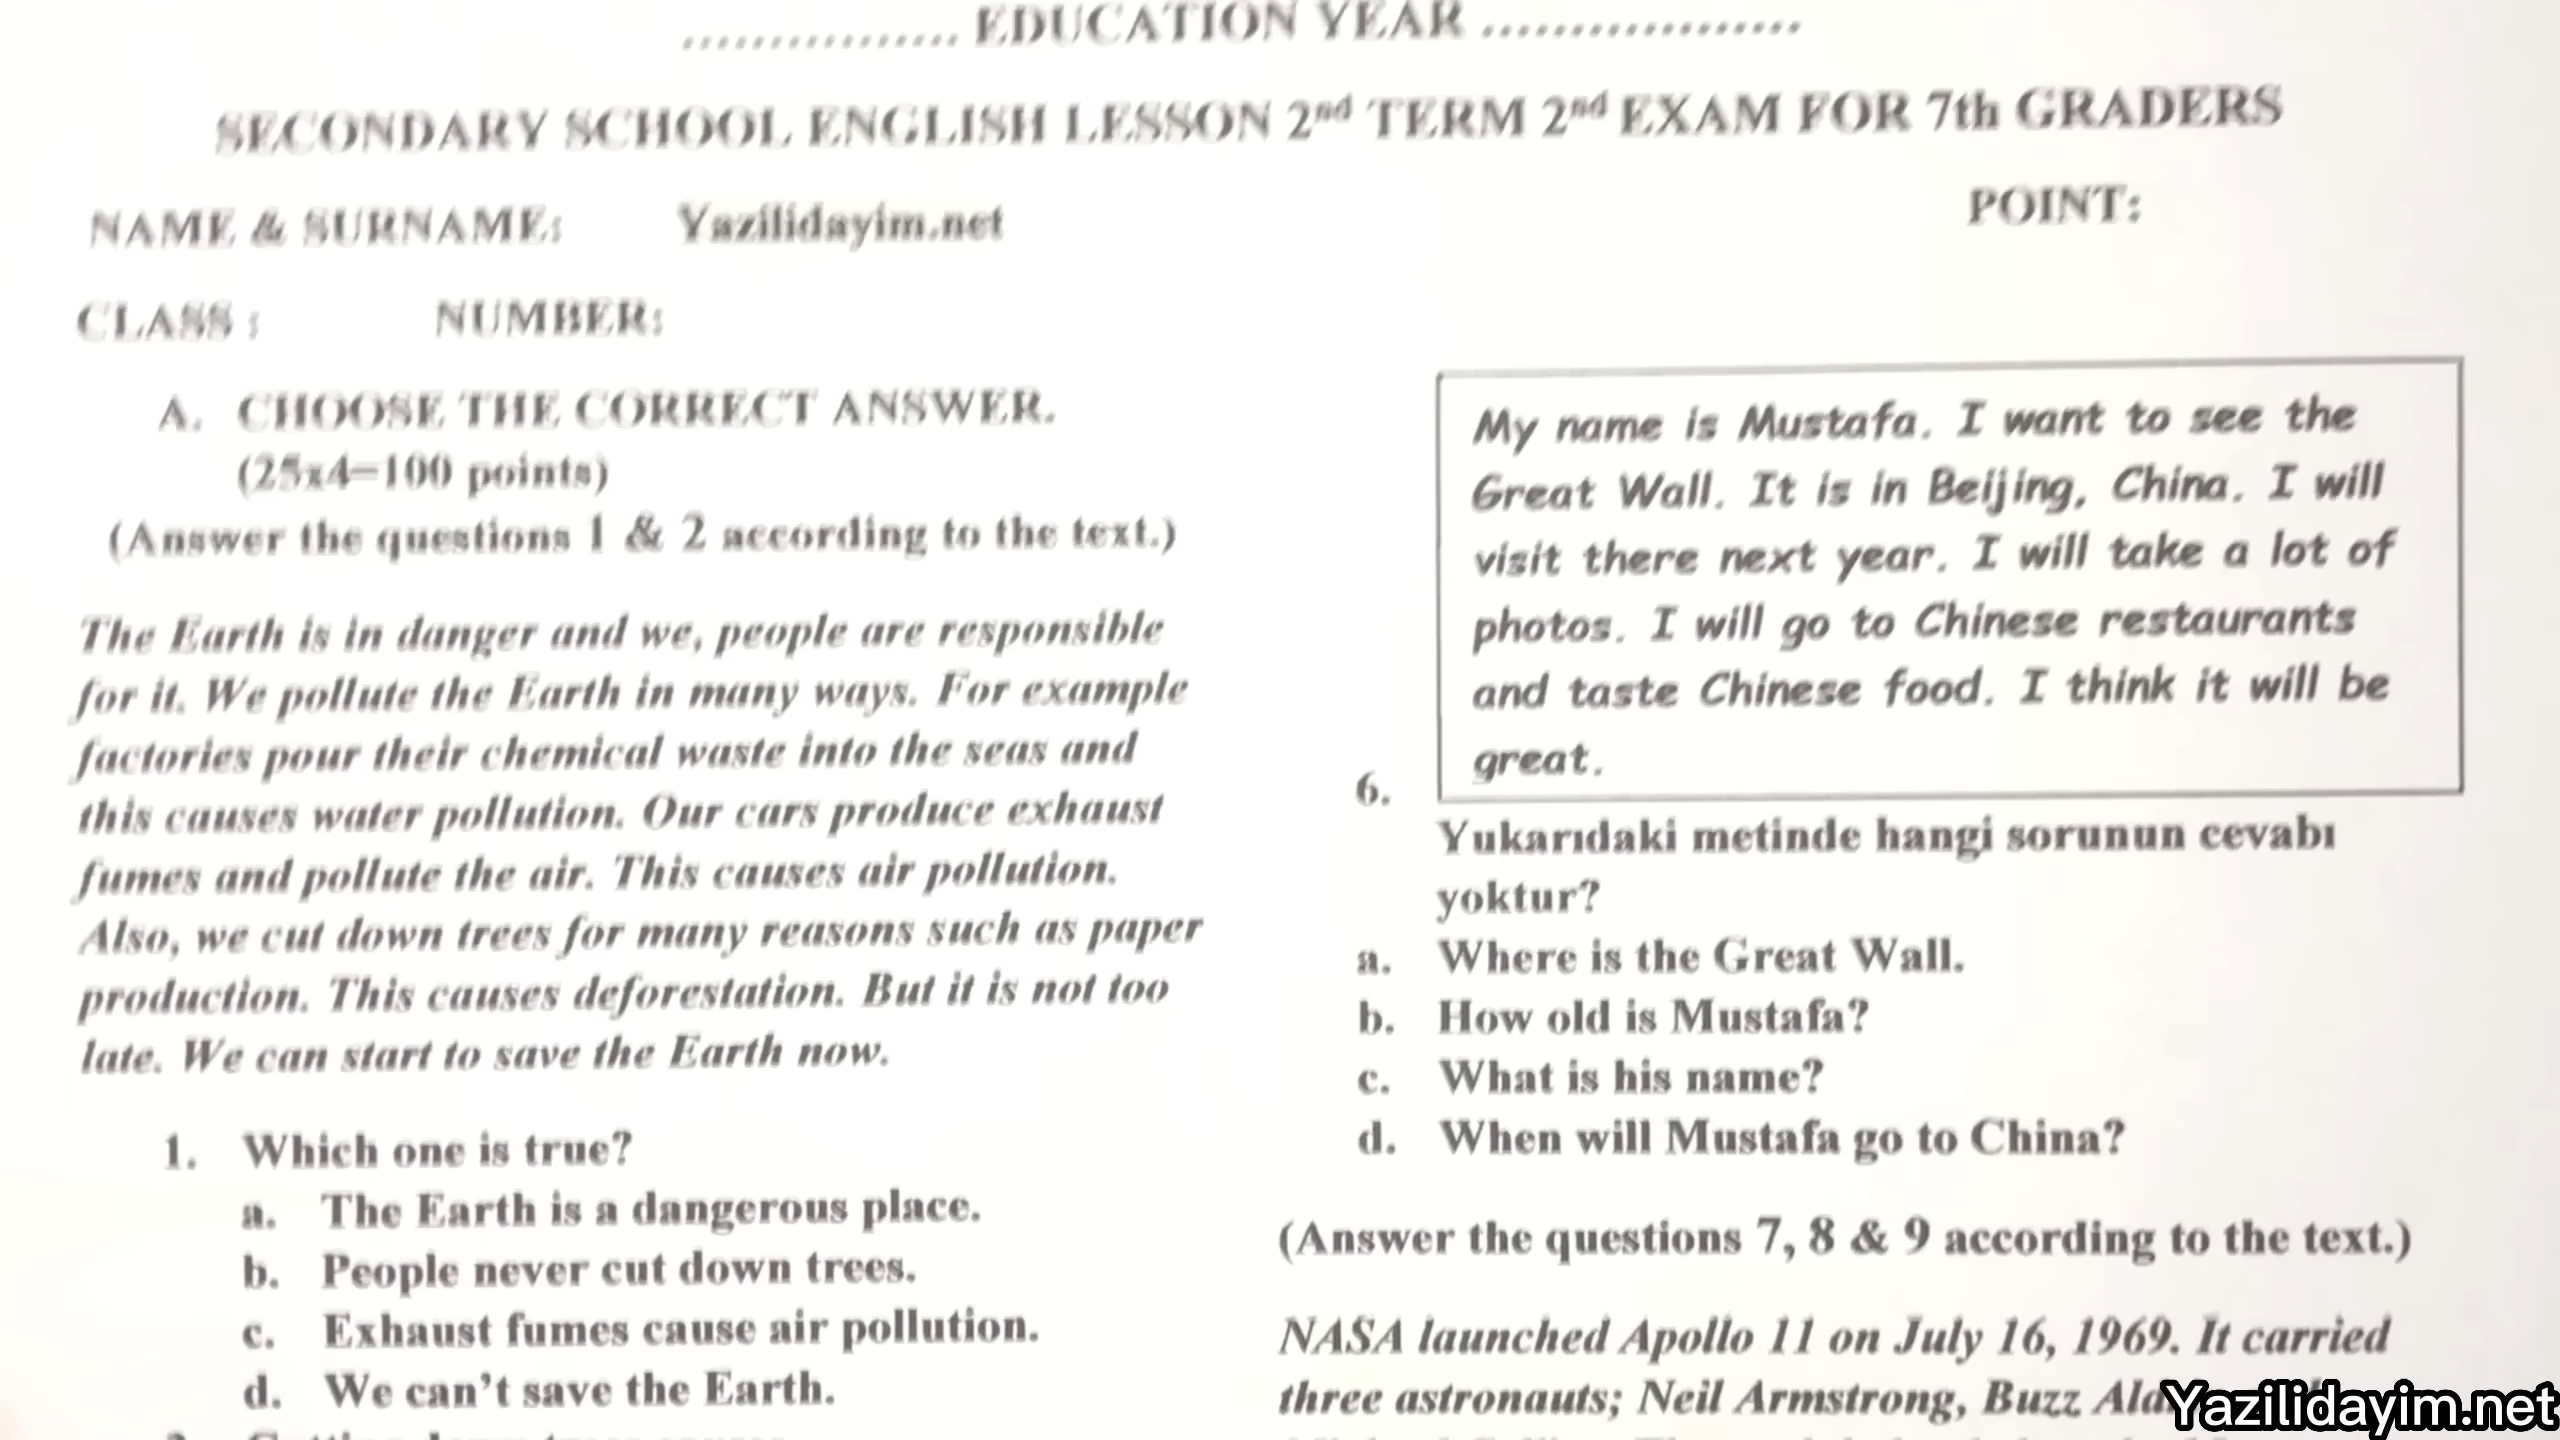 ................ EDUCATION YEAR ..................
SECONDARY SCHOOL ENGLISH LESSON 2nd TERM 2nd EXAM FOR 7th GRADERS
NAME & SURNAME: Yazilidayim.net
POINT:
CLASS : NUMBER:
A. CHOOSE THE CORRECT ANSWER.
(25x4=100 points)
(Answer the questions 1 & 2 according to the text.)
The Earth is in danger and we, people are responsible
for it. We pollute the Earth in many ways. For example
factories pour their chemical waste into the seas and
this causes water pollution. Our cars produce exhaust
fumes and pollute the air. This causes air pollution.
Also, we cut down trees for many reasons such as paper
production. This causes deforestation. But it is not too
late. We can start to save the Earth now.
1. Which one is true?
a. The Earth is a dangerous place.
b. People never cut down trees.
c. Exhaust fumes cause air pollution.
d. We can't save the Earth.
My name is Mustafa. I want to see the
Great Wall. It is in Beijing, China. I will
visit there next year. I will take a lot of
photos. I will go to Chinese restaurants
and taste Chinese food. I think it will be
great.
6.
Yukarıdaki metinde hangi sorunun cevabı
yoktur?
a. Where is the Great Wall.
b. How old is Mustafa?
c. What is his name?
d. When will Mustafa go to China?
(Answer the questions 7, 8 & 9 according to the text.)
NASA launched Apollo 11 on July 16, 1969. It carried
three astronauts; Neil Armstrong, Buzz
Yazilidayim.net